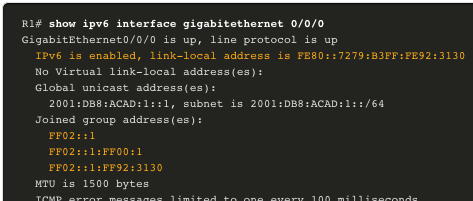 R1# show ipv6 interface gigabitethernet 0/0/0
GigabitEthernet0/0/0 is up, line protocol is up
IPv6 is enabled, link-local address is FE80::7279:B3FF:FE92:3130
No Virtual link-local address(es):
Global unicast address(es):
2001:DB8:ACAD:1::1, subnet is 2001:DB8:ACAD:1::/64
Joined group address(es):
FF02::1
FF02::1:FF00:1
FF02::1:FF92:3130
MTU is 1500 bytes
ICMP error messages limited to one every 100 milliseconds